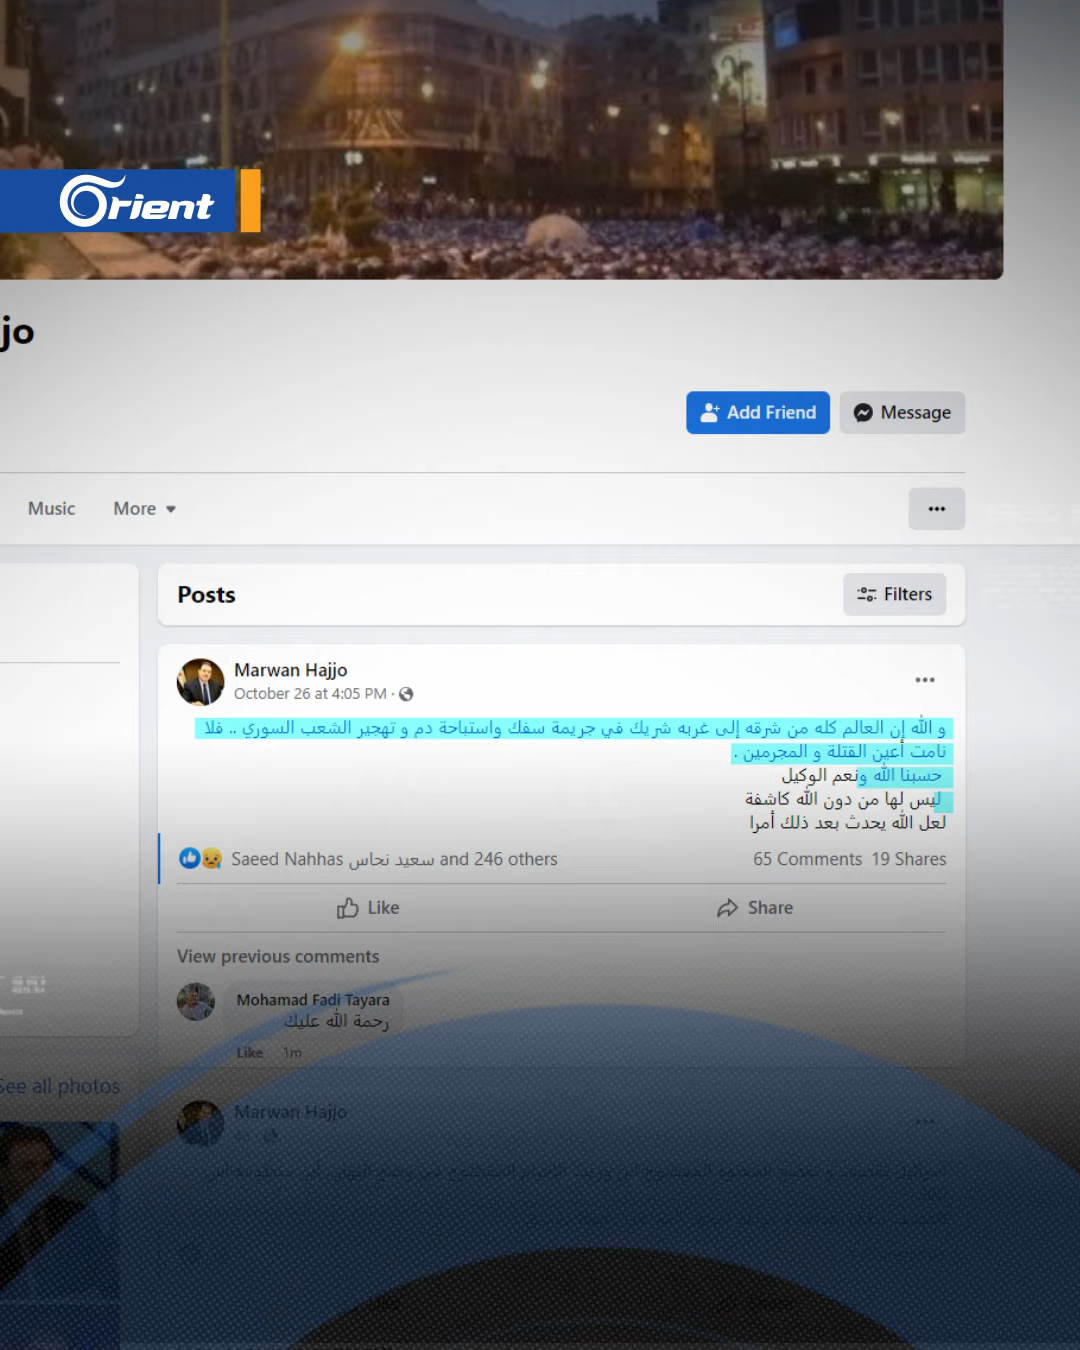 Orient
jjo
Add Friend
Message
Music
More
Posts
Filters
Marwan Hajjo
October 26 at 4:05 PM
و الله إن العالم كله من شرقه إلى غربه شريك في جريمة سفك واستباحة دم و تهجير الشعب السوري .. فلا
نامت أعين القتلة و المجرمين .
حسبنا الله ونعم الوكيل
ليس لها من دون الله كاشفة
لعل الله يحدث بعد ذلك أمرا
Saeed Nahhas سعيد نحاس and 246 others
65 Comments 19 Shares
Like
Share
View previous comments
Mohamad Fadi Tayara
رحمة الله عليك
Like 1m
See all photos
Marwan Hajjo